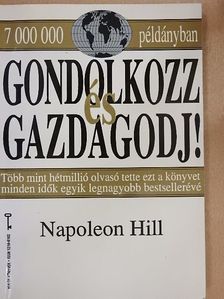 7 000 000 példányban
GONDOLKOZZ
és
GAZDAGODJ!
Több mint hétmillió olvasó tette ezt a könyvet
minden idők egyik legnagyobb bestsellerévé
Napoleon Hill